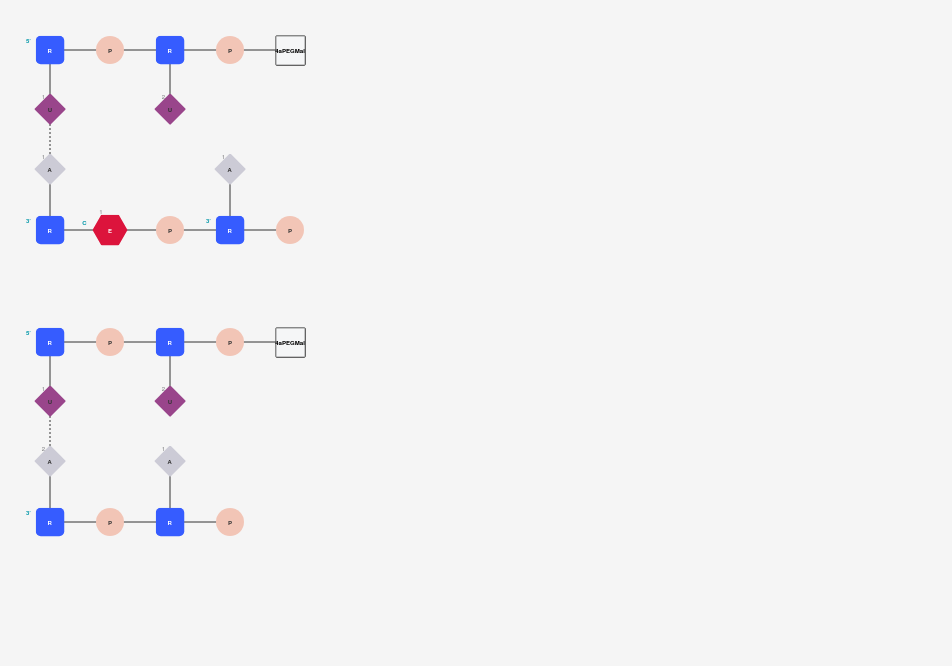 5' R P R P 4aPEGMal
1 U 2 U
1 A 1 A
3' R C 1 E P 3' R P
5' R P R P 4aPEGMal
1 U 2 U
2 A 1 A
3' R P R P